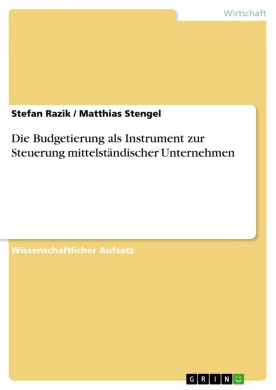 Wirtschaft
Stefan Razik / Matthias Stengel
Die Budgetierung als Instrument zur
Steuerung mittelständischer Unternehmen
Wissenschaftlicher Aufsatz
GRIN